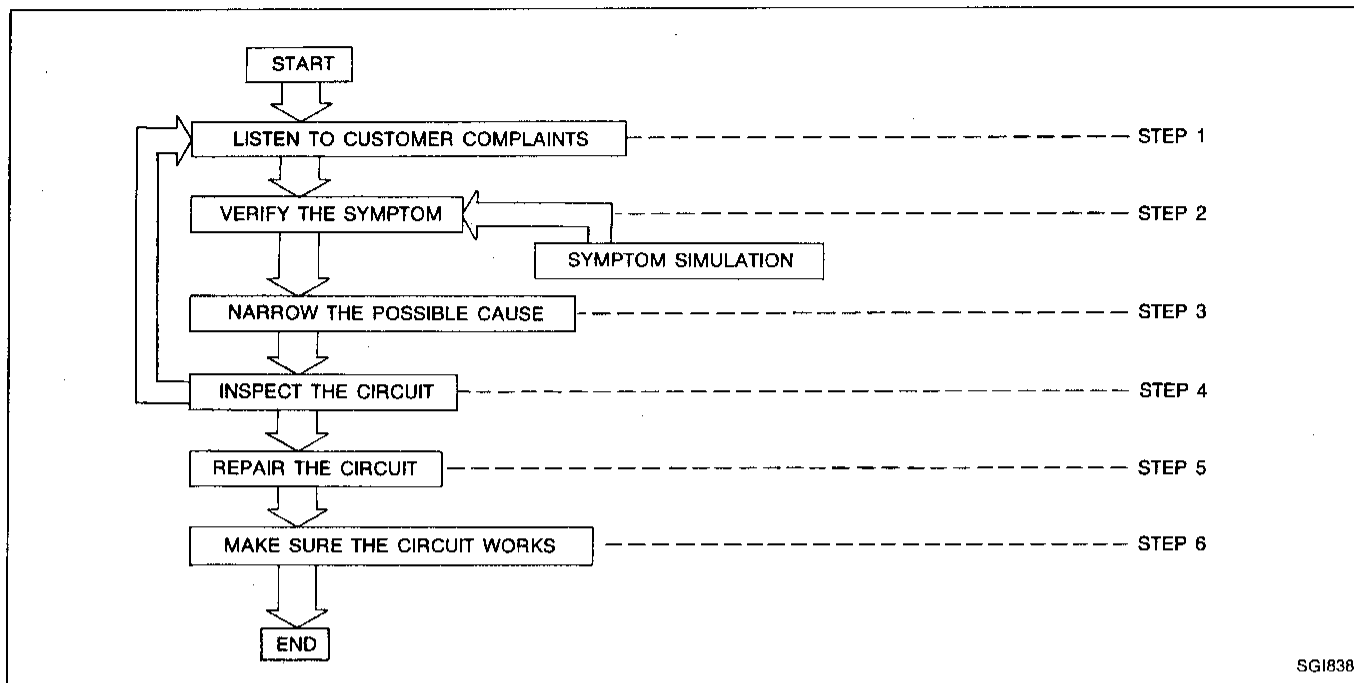 START
LISTEN TO CUSTOMER COMPLAINTS STEP 1
VERIFY THE SYMPTOM STEP 2
SYMPTOM SIMULATION
NARROW THE POSSIBLE CAUSE STEP 3
INSPECT THE CIRCUIT STEP 4
REPAIR THE CIRCUIT STEP 5
MAKE SURE THE CIRCUIT WORKS STEP 6
END
SGI838